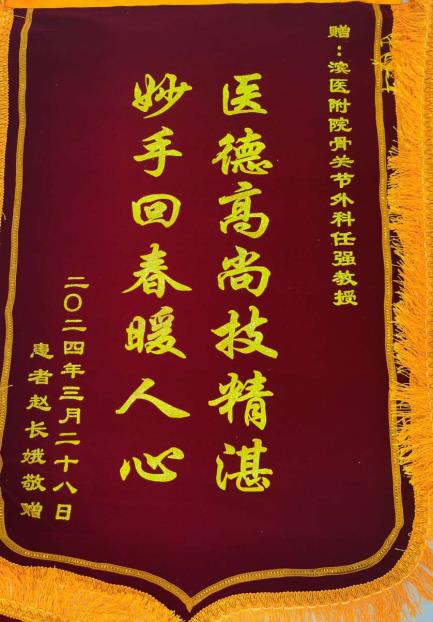 赠：滨医附院骨关节外科任强教授
医德高尚技精湛
妙手回春暖人心
二〇二四年三月二十八日
患者赵长娥敬赠